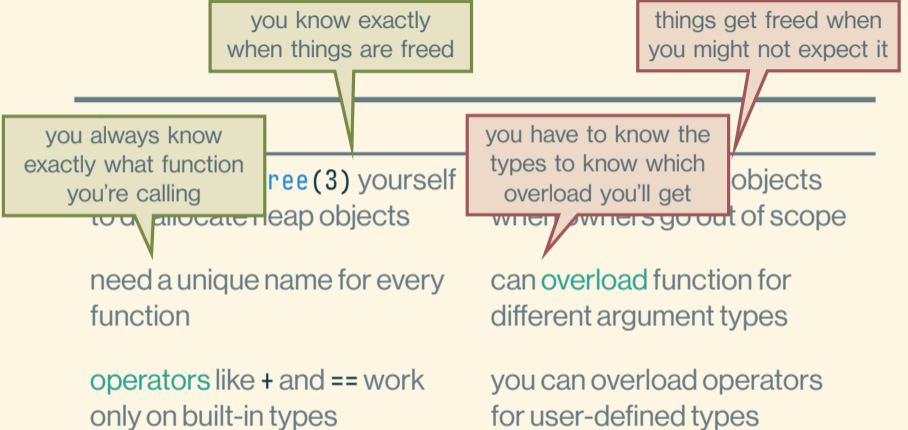 you know exactly
when things are freed
things get freed when
you might not expect it
you always know
exactly what function
you're calling
you have to know the
types to know which
overload you'll get
ree(3) yourself
objects
heap objects
out of scope
need a unique name for every
function
can overload function for
different argument types
operators like + and == work
only on built-in types
you can overload operators
for user-defined types